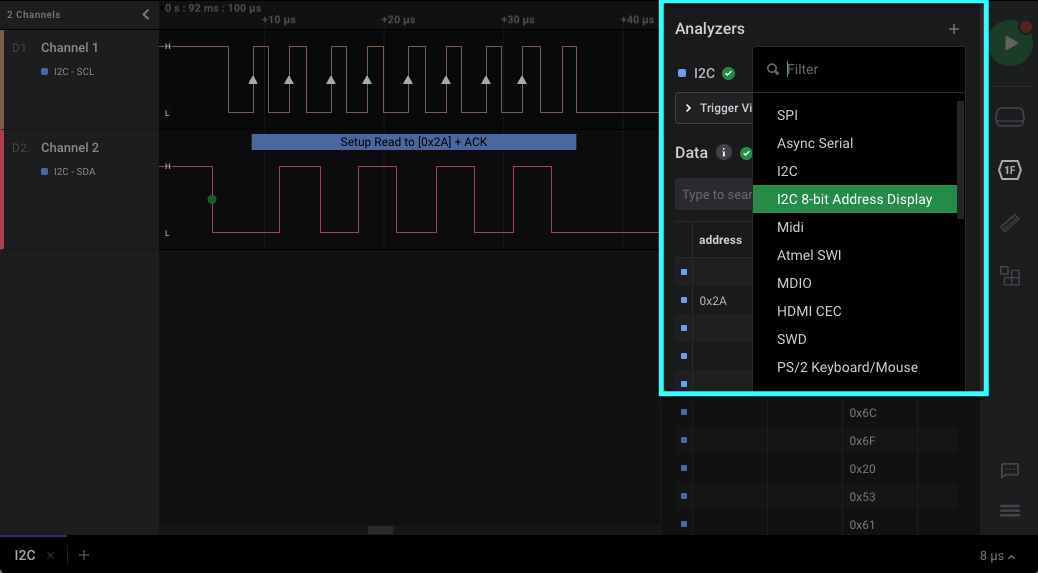 2 Channels
0 s : 92 ms : 100 µs
+10 µs
+20 µs
+30 µs
+40 µs
D1. Channel 1
I2C - SCL
H
L
D2. Channel 2
I2C - SDA
Setup Read to [0x2A] + ACK
H
L
Analyzers
I2C
Trigger Vi
Data
Type to sear
address
0x2A
Filter
SPI
Async Serial
I2C
I2C 8-bit Address Display
Midi
Atmel SWI
MDIO
HDMI CEC
SWD
PS/2 Keyboard/Mouse
0x6C
0x6F
0x20
0x53
0x61
1F
I2C
8 µs